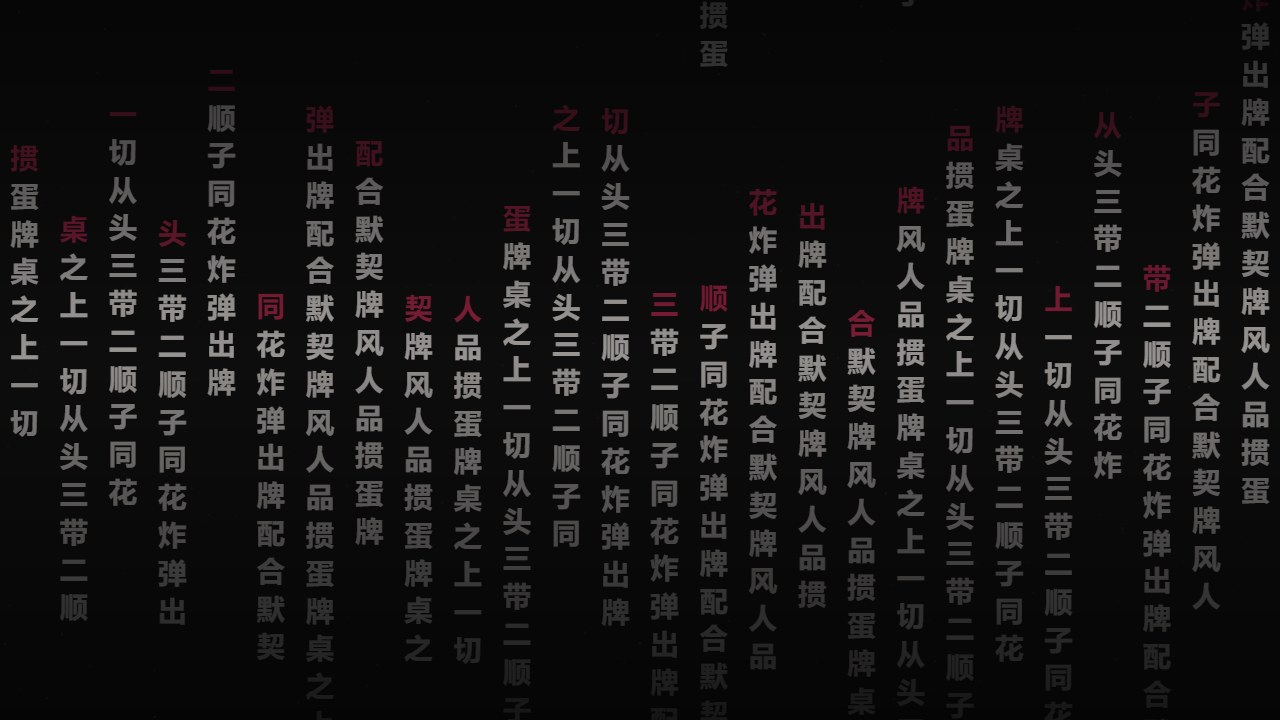 掼蛋牌桌之上一切
桌之上一切从头三带二顺
一切从头三带二顺子同花
头三带二顺子同花炸弹出
二顺子同花炸弹出牌
同花炸弹出牌配合默契
弹出牌配合默契牌风人品掼蛋牌桌之上
配合默契牌风人品掼蛋牌
契牌风人品掼蛋牌桌之
人品掼蛋牌桌之上一切
蛋牌桌之上一切从头三带二顺子
之上一切从头三带二顺子同
切从头三带二顺子同花炸弹出牌
三带二顺子同花炸弹出牌配
掼蛋
顺子同花炸弹出牌配合默契
花炸弹出牌配合默契牌风人品
出牌配合默契牌风人品掼
合默契牌风人品掼蛋牌桌
牌风人品掼蛋牌桌之上一切从头
品掼蛋牌桌之上一切从头三带二顺子
牌桌之上一切从头三带二顺子同花
上一切从头三带二顺子同花
从头三带二顺子同花炸
带二顺子同花炸弹出牌配合
子同花炸弹出牌配合默契牌风人
炸弹出牌配合默契牌风人品掼蛋